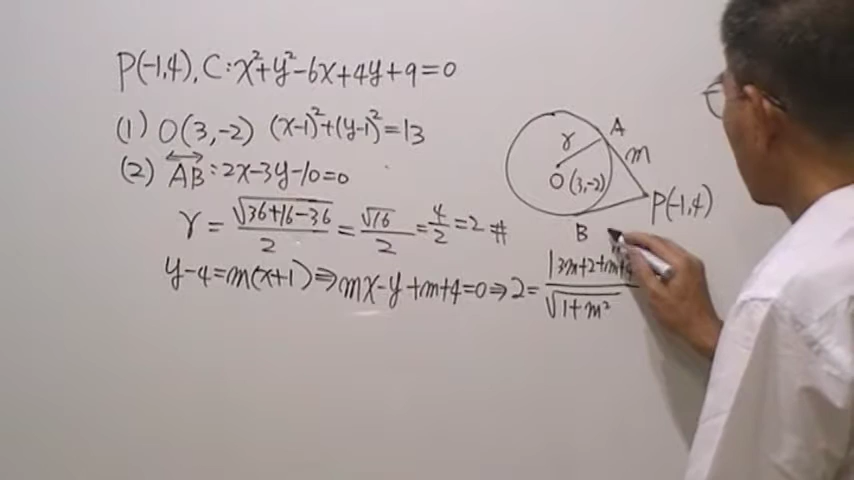 P(-1,4), C:x²+y²-6x+4y+9=0
(1) O(3,-2) (x-1)²+(y-1)²=13
(2) AB:2x-3y-10=0
r=√36+16-36/2=√16/2=4/2=2#
y-4=m(x+1)⇒mx-y+m+4=0⇒2=|3m+2+m+4/√1+m²
A
r
m
O(3,-2)
P(-1,4)
B